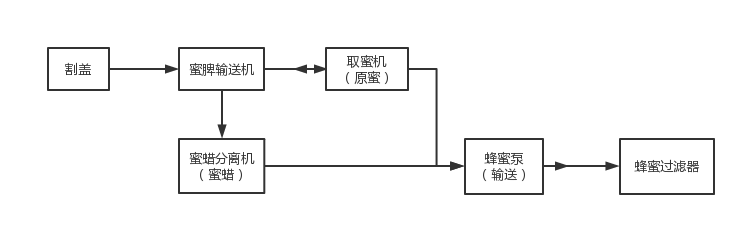 割盖
蜜脾输送机
取蜜机
（原蜜）
蜜蜡分离机
（蜜蜡）
蜂蜜泵
（输送）
蜂蜜过滤器